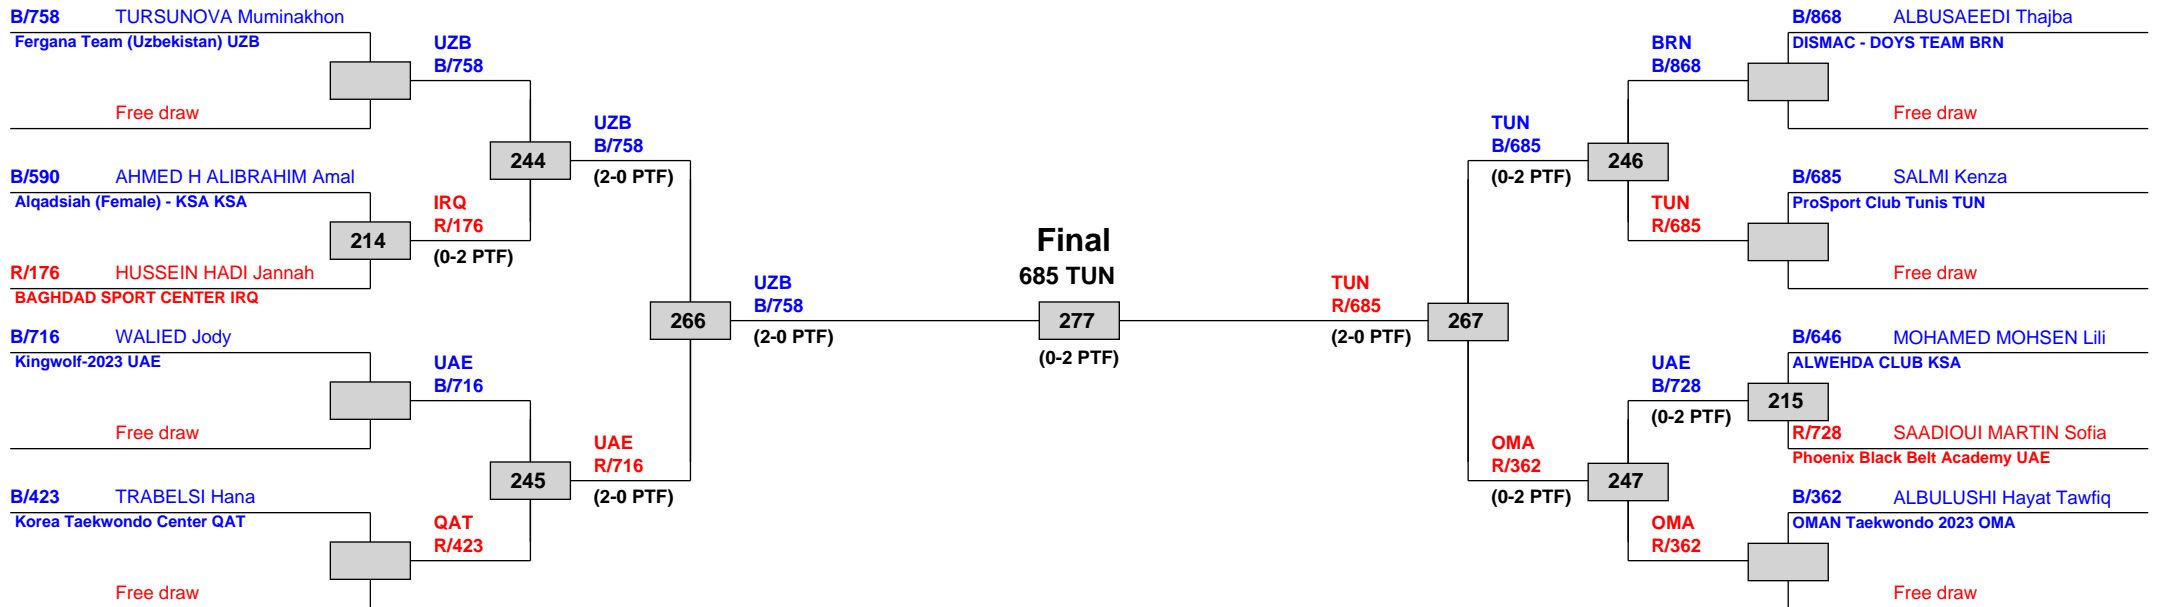 B/758 TURSUNOVA Muminakhon
Fergana Team (Uzbekistan) UZB
Free draw
B/590 AHMED H ALIBRAHIM Amal
Alqadsiah (Female) - KSA KSA
214
R/176 HUSSEIN HADI Jannah
BAGHDAD SPORT CENTER IRQ
B/716 WALIED Jody
Kingwolf-2023 UAE
Free draw
B/423 TRABELSI Hana
Korea Taekwondo Center QAT
Free draw
UZB
B/758
244
IRQ
R/176
(0-2 PTF)
UAE
B/716
245
QAT
R/423
UZB
B/758
(2-0 PTF)
266
UAE
R/716
(2-0 PTF)
UZB
B/758
(2-0 PTF)
Final
685 TUN
277
(0-2 PTF)
TUN
R/685
(2-0 PTF)
267
TUN
B/685
(0-2 PTF)
OMA
R/362
(0-2 PTF)
BRN
B/868
246
TUN
R/685
UAE
B/728
(0-2 PTF)
247
OMA
R/362
B/868 ALBUSAEEDI Thajba
DISMAC - DOYS TEAM BRN
Free draw
B/685 SALMI Kenza
ProSport Club Tunis TUN
Free draw
B/646 MOHAMED MOHSEN Lili
ALWEHDA CLUB KSA
215
R/728 SAADIOUI MARTIN Sofia
Phoenix Black Belt Academy UAE
B/362 ALBULUSHI Hayat Tawfiq
OMAN Taekwondo 2023 OMA
Free draw